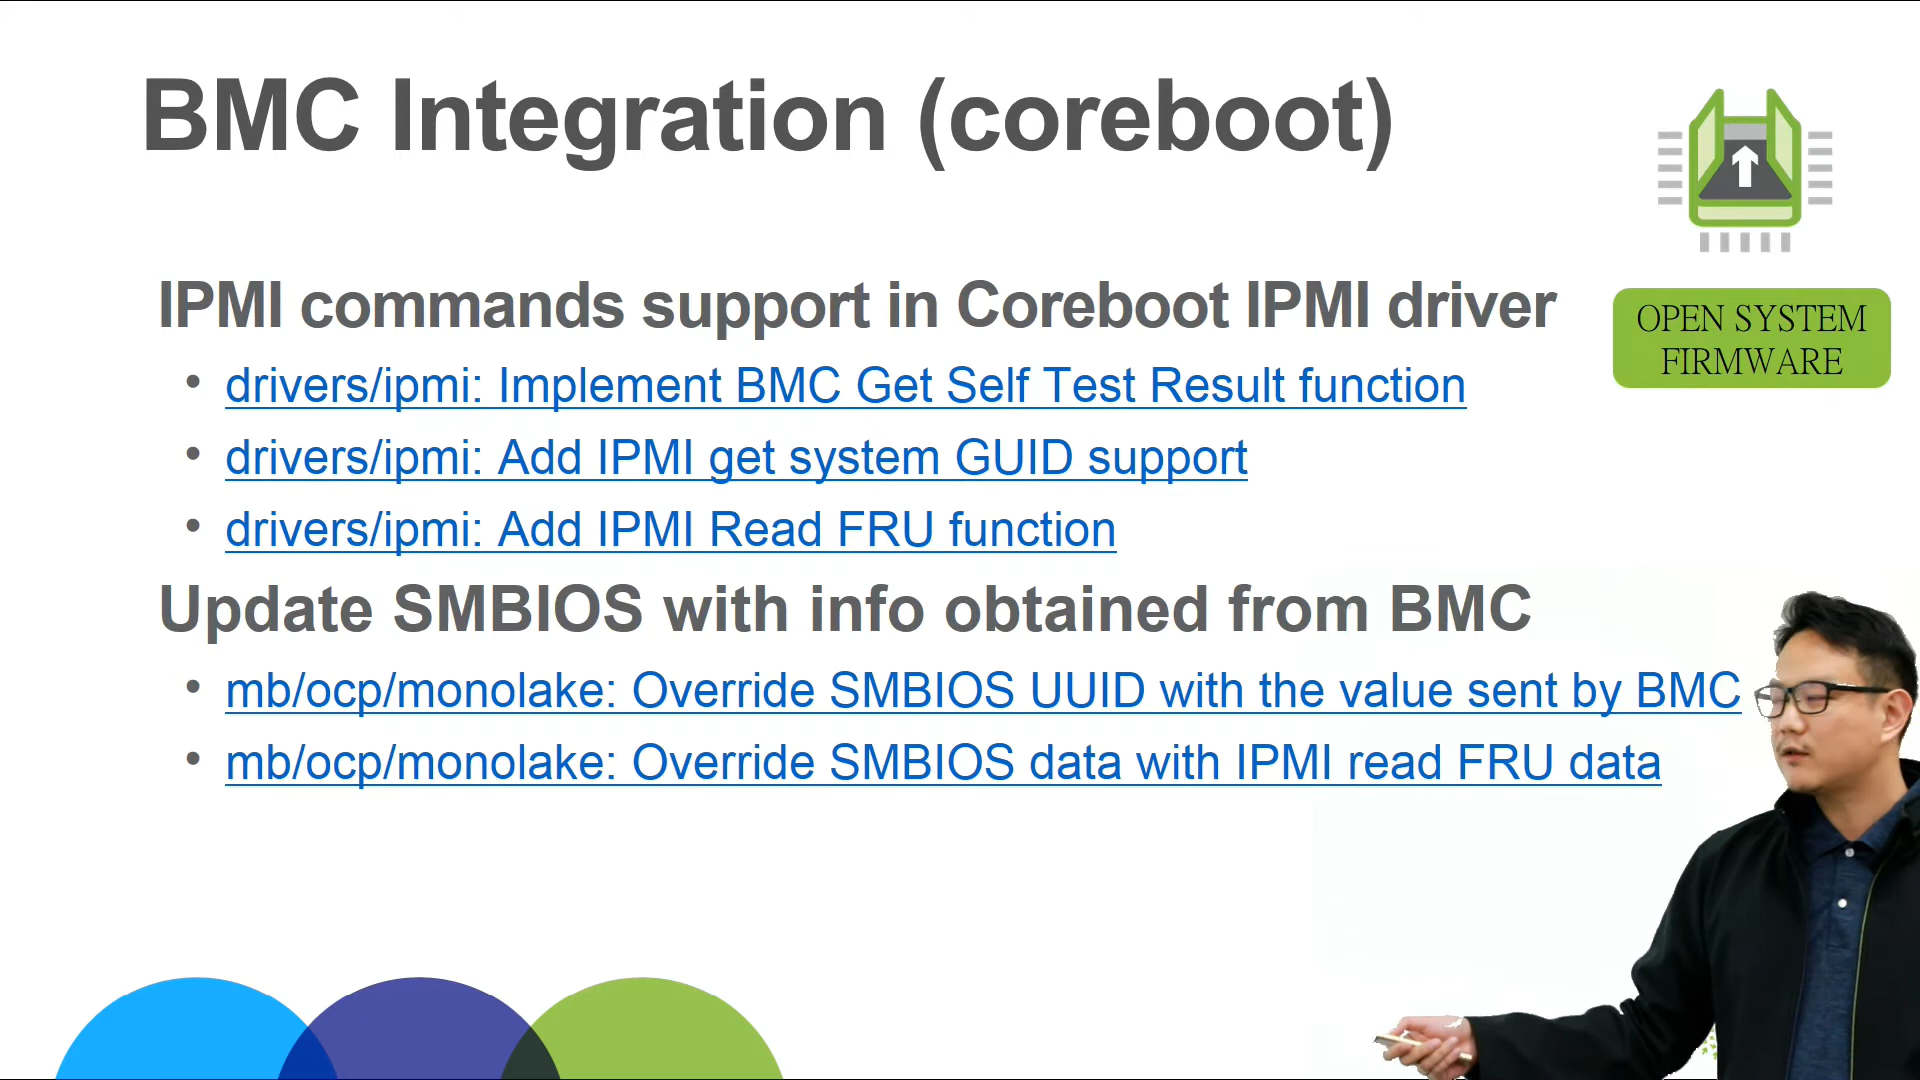 BMC Integration (coreboot)
OPEN SYSTEM
FIRMWARE
IPMI commands support in Coreboot IPMI driver
• drivers/ipmi: Implement BMC Get Self Test Result function
• drivers/ipmi: Add IPMI get system GUID support
• drivers/ipmi: Add IPMI Read FRU function
Update SMBIOS with info obtained from BMC
• mb/ocp/monolake: Override SMBIOS UUID with the value sent by BMC
• mb/ocp/monolake: Override SMBIOS data with IPMI read FRU data